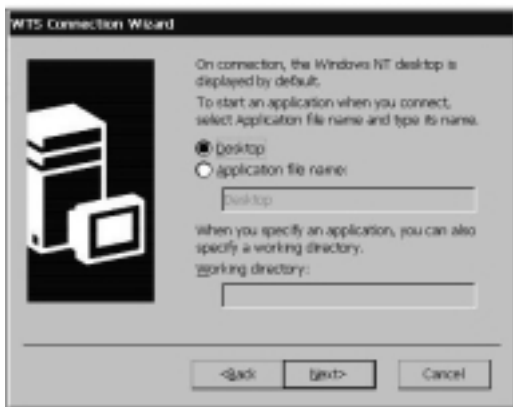 WTS Connection Wizard
On connection, the Windows NT desktop is
displayed by default.
To start an application when you connect,
select Application file name and type its name.
Desktop
Application file name:
Desktop
When you specify an application, you can also
specify a working directory.
Working directory:
<Back
Next>
Cancel